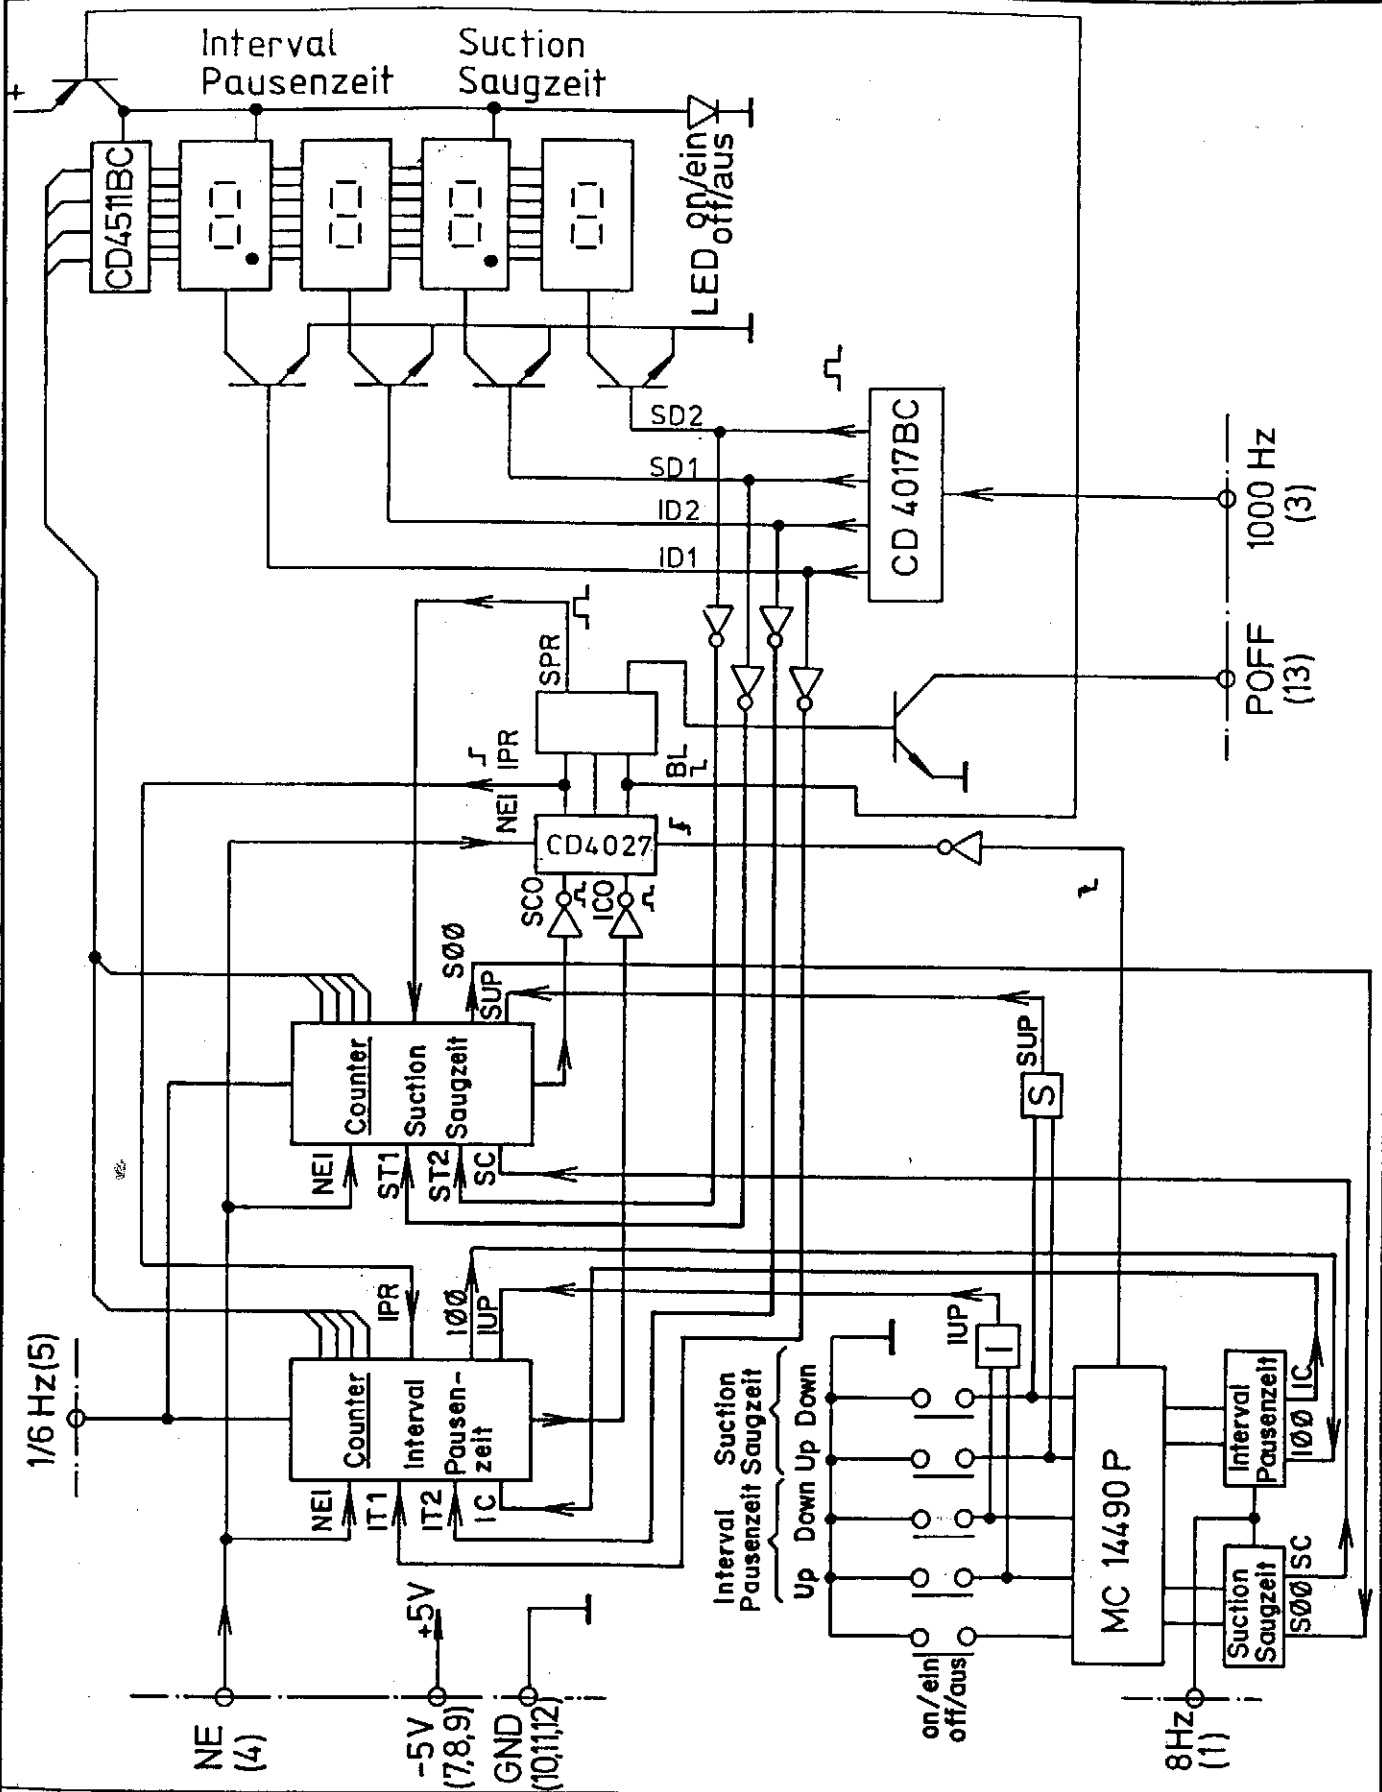 Interval
Pausenzeit
Suction
Saugzeit
+
CD4511BC
LED on/ein
off/aus
SD2
SD1
ID2
ID1
CD 4017BC
1000 Hz
(3)
POFF
(13)
SPR
IPR
NEI
BL
CD4027
SCO
ICO
SØØ
SUP
Counter
Suction
Saugzeit
NEI
ST1
ST2
SC
SUP
S
1/6 Hz(5)
IPR
IØØ
IUP
Counter
Interval
Pausen-
zeit
NEI
IT1
IT2
IC
IUP
I
Interval
Pausenzeit
Suction
Saugzeit
Up
Down
Up
Down
on/ein
off/aus
MC 14490P
Interval
Pausenzeit
IØØ
IC
Suction
Saugzeit
SØØ
SC
NE
(4)
-5V
(7,8,9)
+5V
GND
(10,11,12)
8Hz
(1)